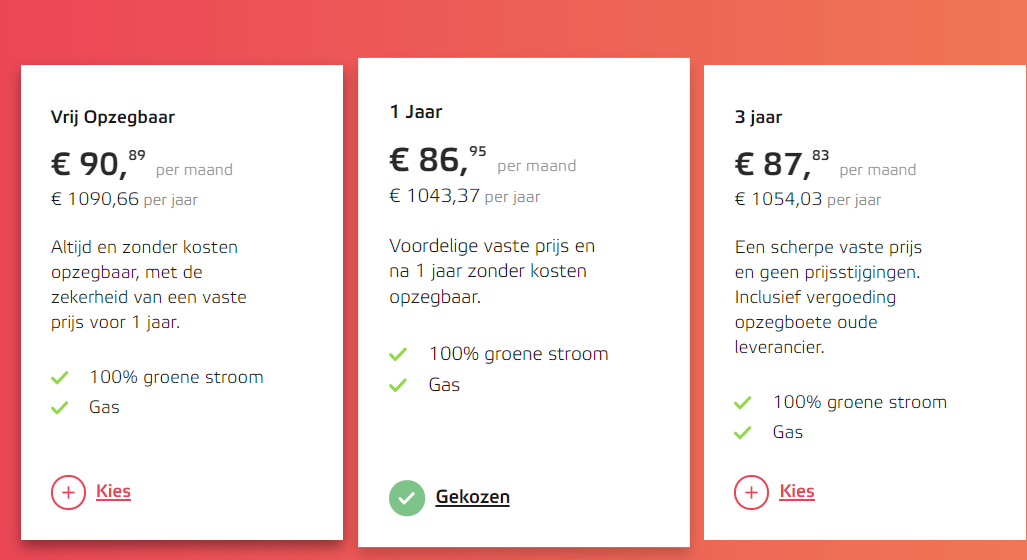 Vrij Opzegbaar
€ 90,89 per maand
€ 1090,66 per jaar
Altijd en zonder kosten
opzegbaar, met de
zekerheid van een vaste
prijs voor 1 jaar.
100% groene stroom
Gas
Kies
1 Jaar
€ 86,95 per maand
€ 1043,37 per jaar
Voordelige vaste prijs en
na 1 jaar zonder kosten
opzegbaar.
100% groene stroom
Gas
Gekozen
3 jaar
€ 87,83 per maand
€ 1054,03 per jaar
Een scherpe vaste prijs
en geen prijsstijgingen.
Inclusief vergoeding
opzegboete oude
leverancier.
100% groene stroom
Gas
Kies